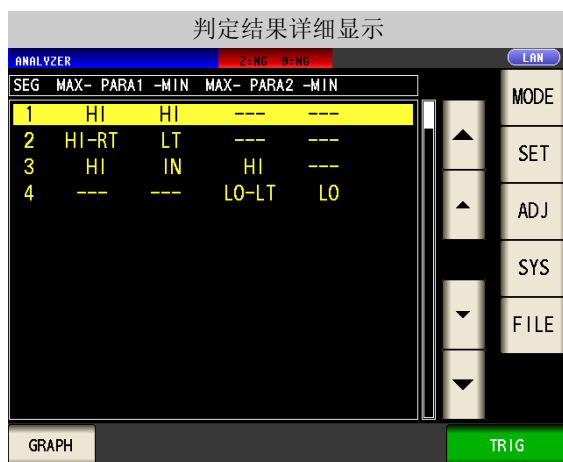 判定结果详细显示
ANALYZER Z:NG θ:NG LAN
SEG MAX- PARA1 -MIN MAX- PARA2 -MIN
1 HI HI --- ---
2 HI-RT LT --- ---
3 HI IN HI ---
4 --- --- LO-LT LO
MODE
SET
ADJ
SYS
FILE
GRAPH TRIG